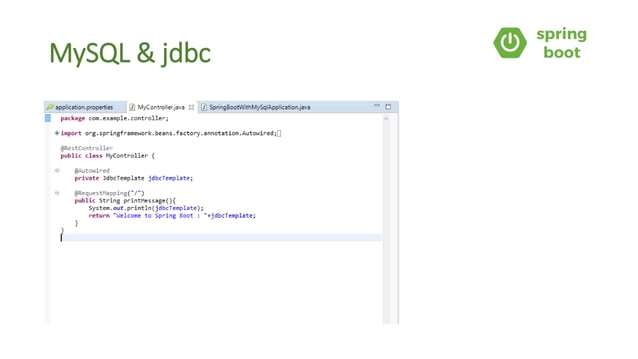 MySQL & jdbc
spring
boot
application.properties
MyController.java
SpringBootWithMySqlApplication.java
package com.example.controller;
import org.springframework.beans.factory.annotation.Autowired;
@RestController
public class MyController {
@Autowired
private JdbcTemplate jdbcTemplate;
@RequestMapping("/")
public String printMessage(){
System.out.println(jdbcTemplate);
return "Welcome to Spring Boot : "+jdbcTemplate;
}
}